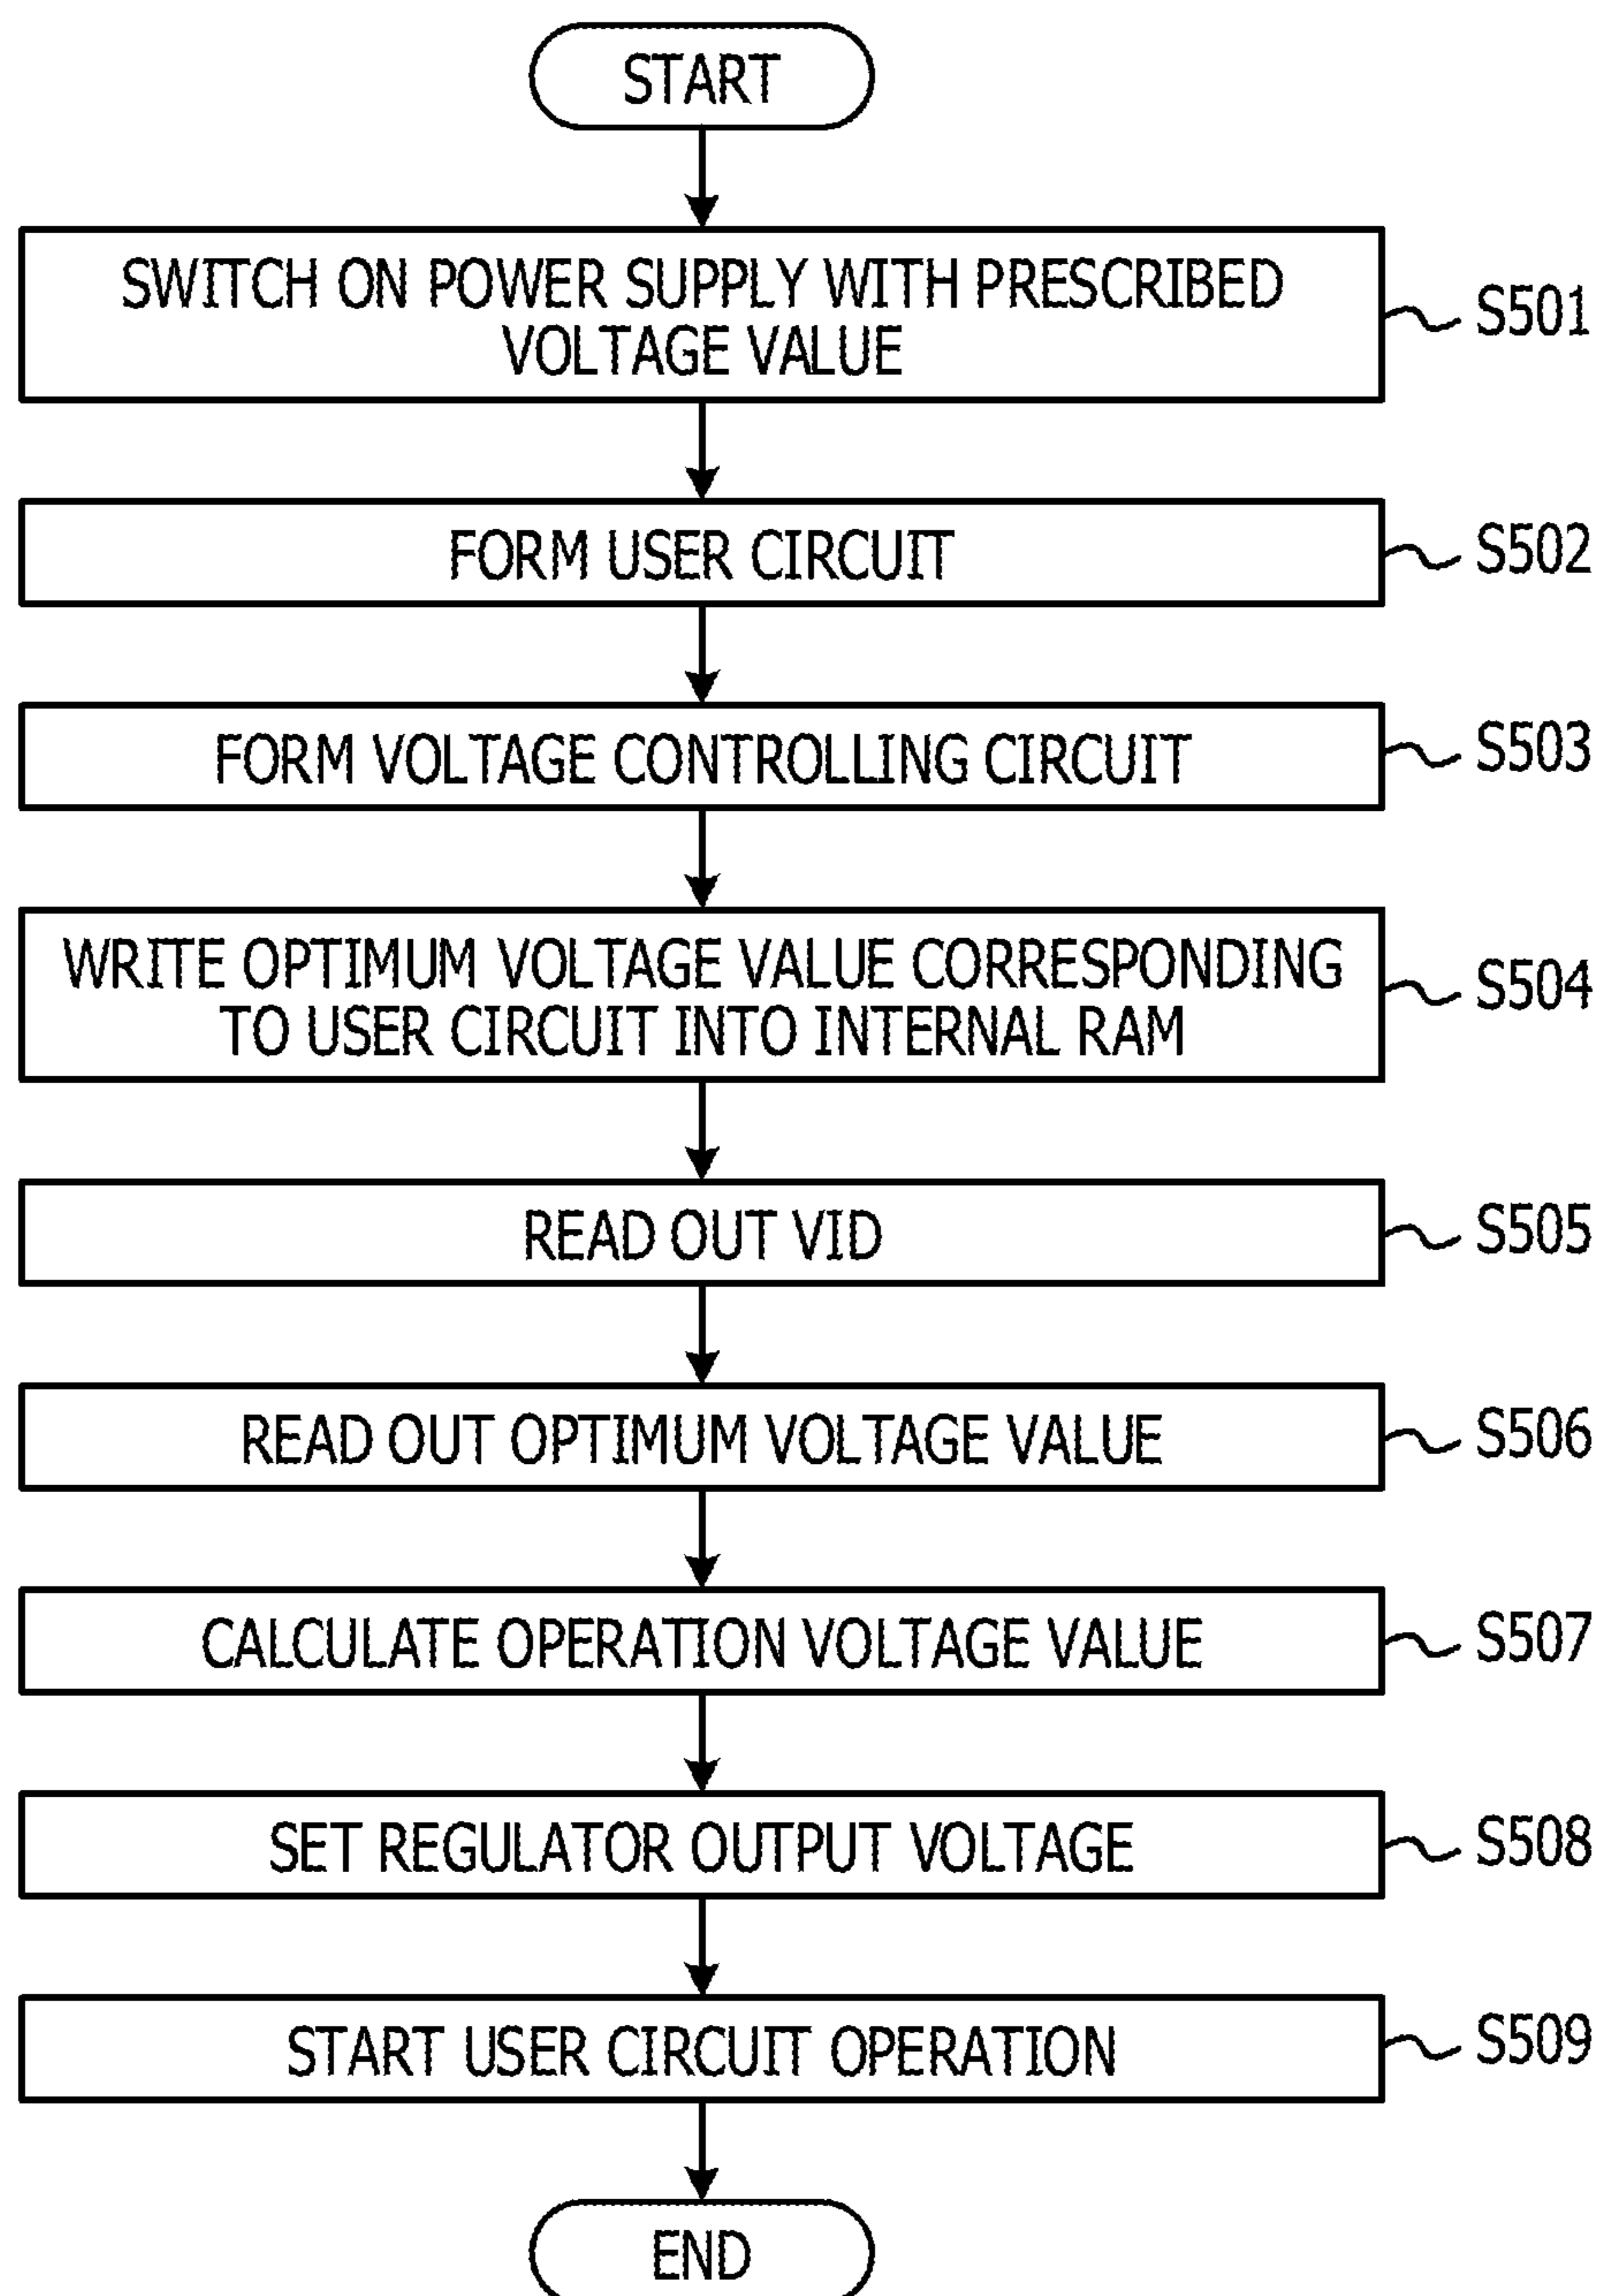 START
SWITCH ON POWER SUPPLY WITH PRESCRIBED
VOLTAGE VALUE
S501
FORM USER CIRCUIT
S502
FORM VOLTAGE CONTROLLING CIRCUIT
S503
WRITE OPTIMUM VOLTAGE VALUE CORRESPONDING
TO USER CIRCUIT INTO INTERNAL RAM
S504
READ OUT VID
S505
READ OUT OPTIMUM VOLTAGE VALUE
S506
CALCULATE OPERATION VOLTAGE VALUE
S507
SET REGULATOR OUTPUT VOLTAGE
S508
START USER CIRCUIT OPERATION
S509
END